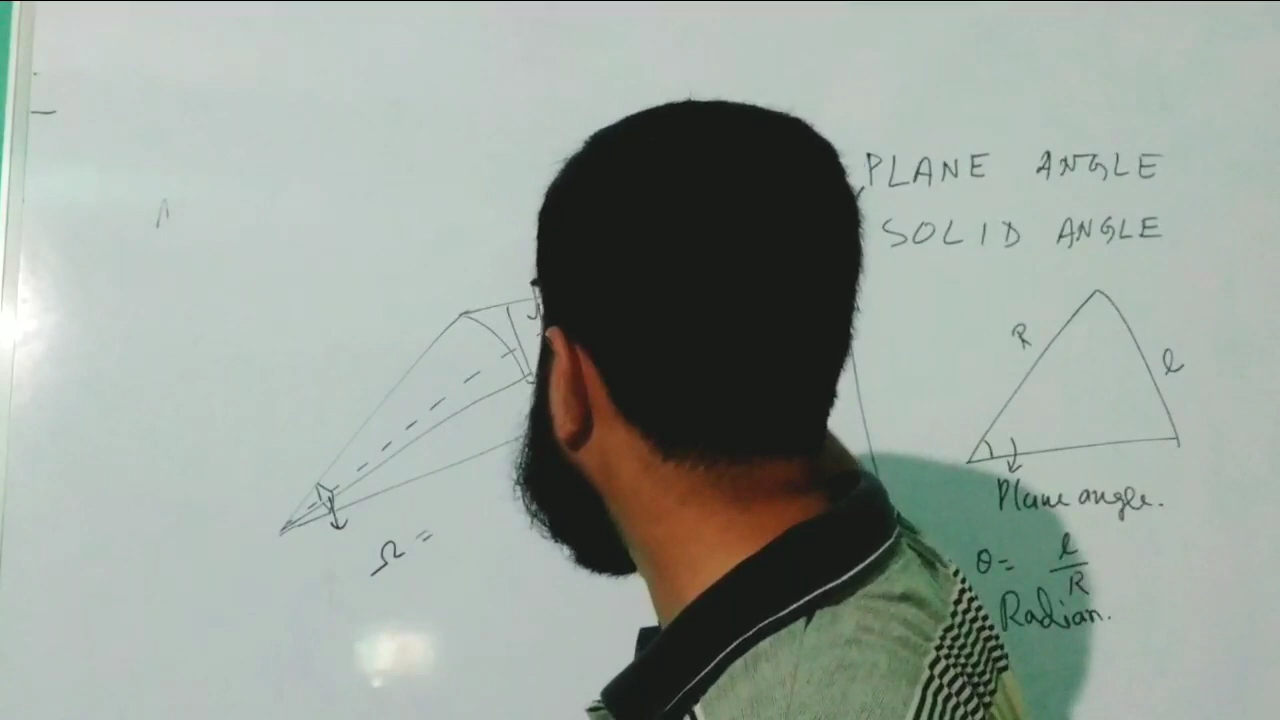 PLANE ANGLE
SOLID ANGLE
R
l
Plane angle.
θ = l/R
Radian.
Ω =